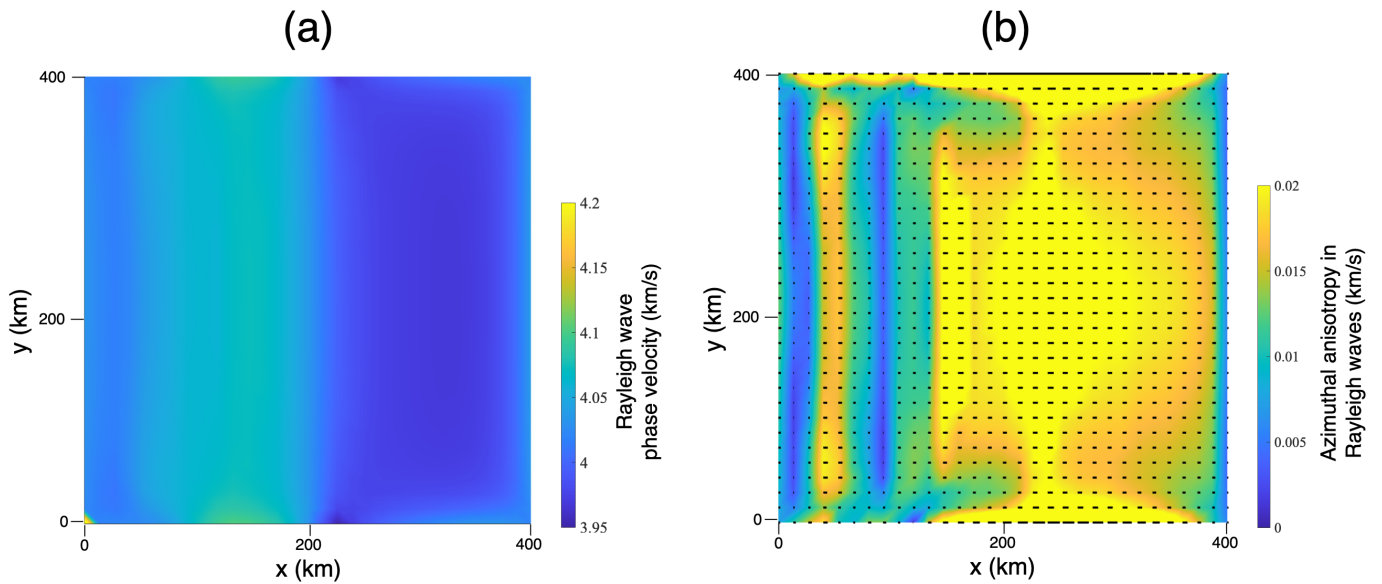 (a)
400
200
0
y (km)
0
200
400
x (km)
4.2
4.15
4.1
4.05
4
3.95
Rayleigh wave
phase velocity (km/s)
(b)
400
200
0
y (km)
0
200
400
x (km)
0.02
0.015
0.01
0.005
0
Azimuthal anisotropy in
Rayleigh waves (km/s)